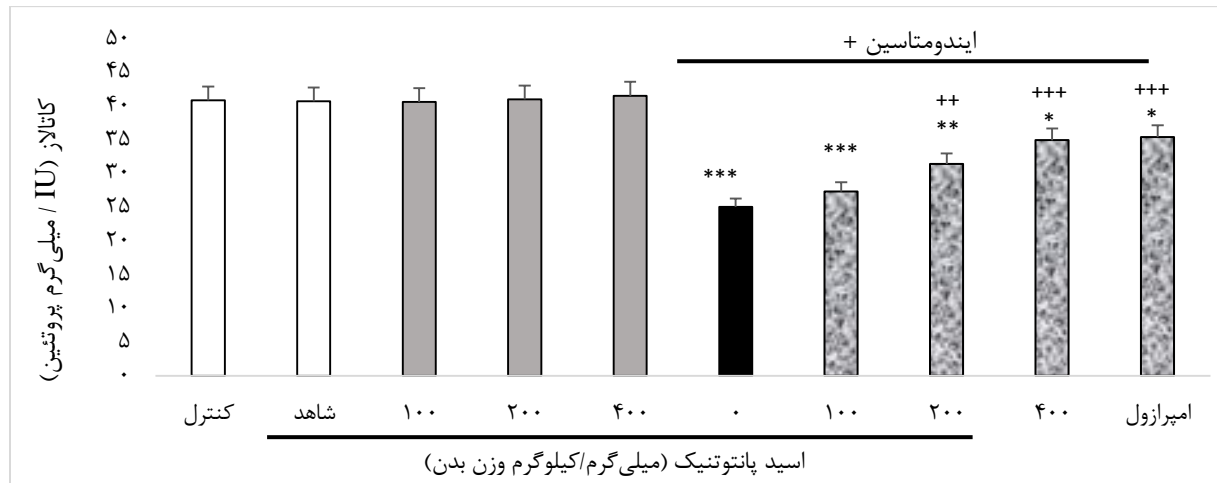 ایندومتاسین +
کاتالاز (IU / میلی‌گرم پروتئین)
۵۰
۴۵
۴۰
۳۵
۳۰
۲۵
۲۰
۱۵
۱۰
۵
۰
*** *** ++ ** +++ * +++ *
کنترل شاهد ۱۰۰ ۲۰۰ ۴۰۰ ۰ ۱۰۰ ۲۰۰ ۴۰۰ امپرازول
اسید پانتوتنیک (میلی‌گرم/کیلوگرم وزن بدن)